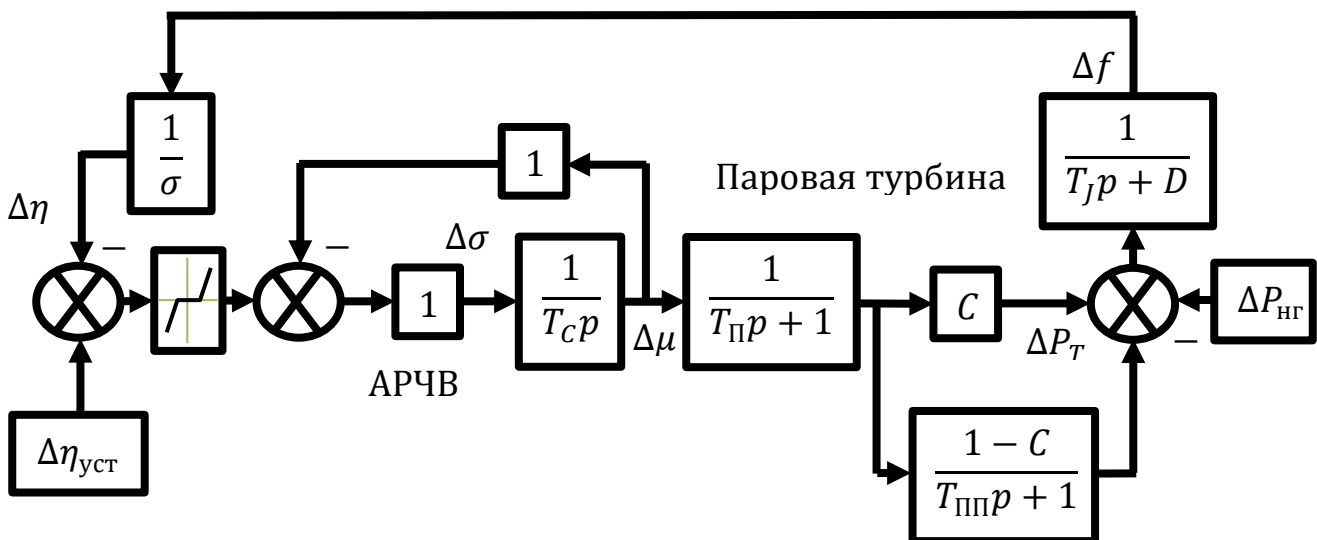 Δf
1
σ
1
T_J p + D
1
Паровая турбина
Δη
−
−
Δσ
1
1
T_C p
Δμ
1
T_П p + 1
C
ΔP_т
−
ΔP_нг
АРЧВ
Δη_уст
1 − C
T_ПП p + 1